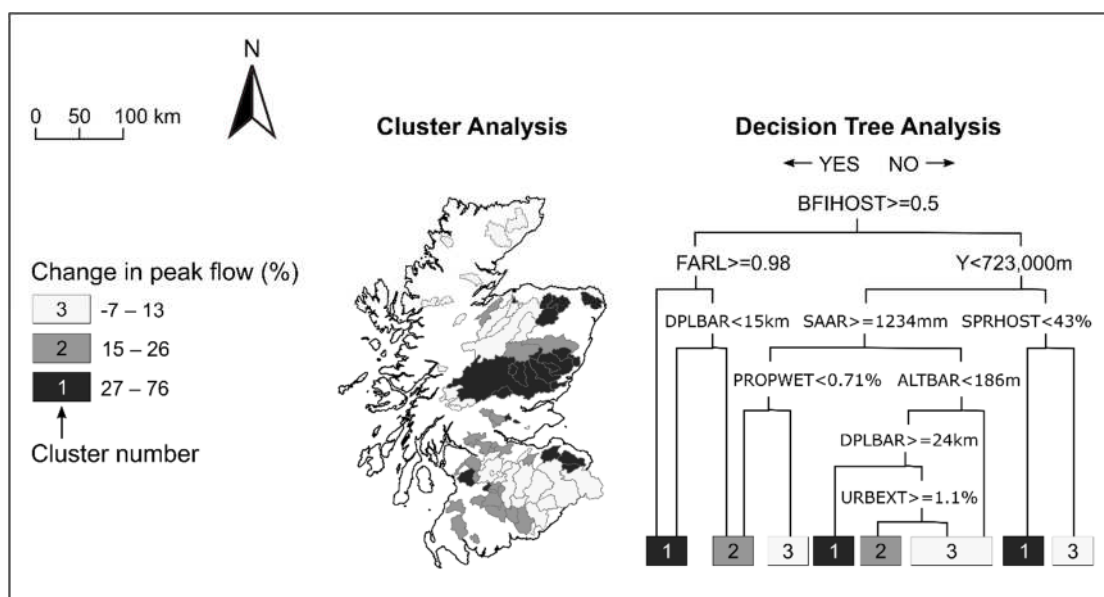 N
0 50 100 km
Cluster Analysis
Decision Tree Analysis
YES NO
BFIHOST>=0.5
FARL>=0.98 Y<723,000m
Change in peak flow (%)
3 -7 – 13
2 15 – 26
1 27 – 76
Cluster number
DPLBAR<15km SAAR>=1234mm SPRHOST<43%
PROPWET<0.71% ALTBAR<186m
DPLBAR>=24km
URBEXT>=1.1%
1 2 3 1 2 3 1 3